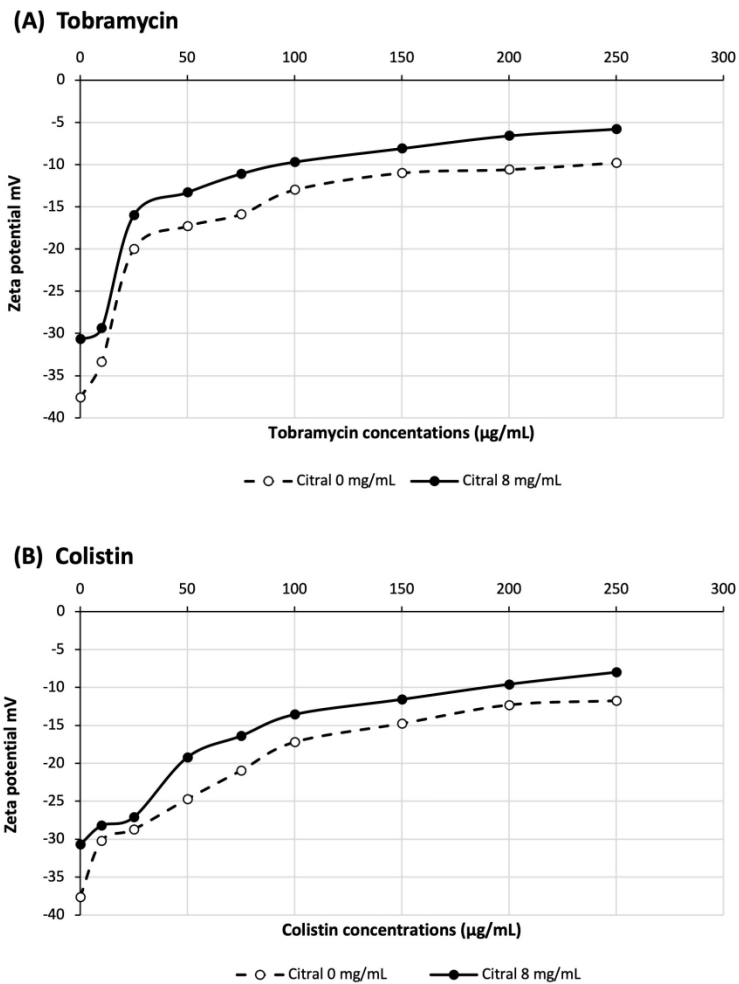 (A) Tobramycin
0 50 100 150 200 250 300
0
-5
-10
-15
-20
-25
-30
-35
-40
Zeta potential mV
Tobramycin concentations (µg/mL)
Citral 0 mg/mL Citral 8 mg/mL
(B) Colistin
0 50 100 150 200 250 300
0
-5
-10
-15
-20
-25
-30
-35
-40
Zeta potential mV
Colistin concentrations (µg/mL)
Citral 0 mg/mL Citral 8 mg/mL